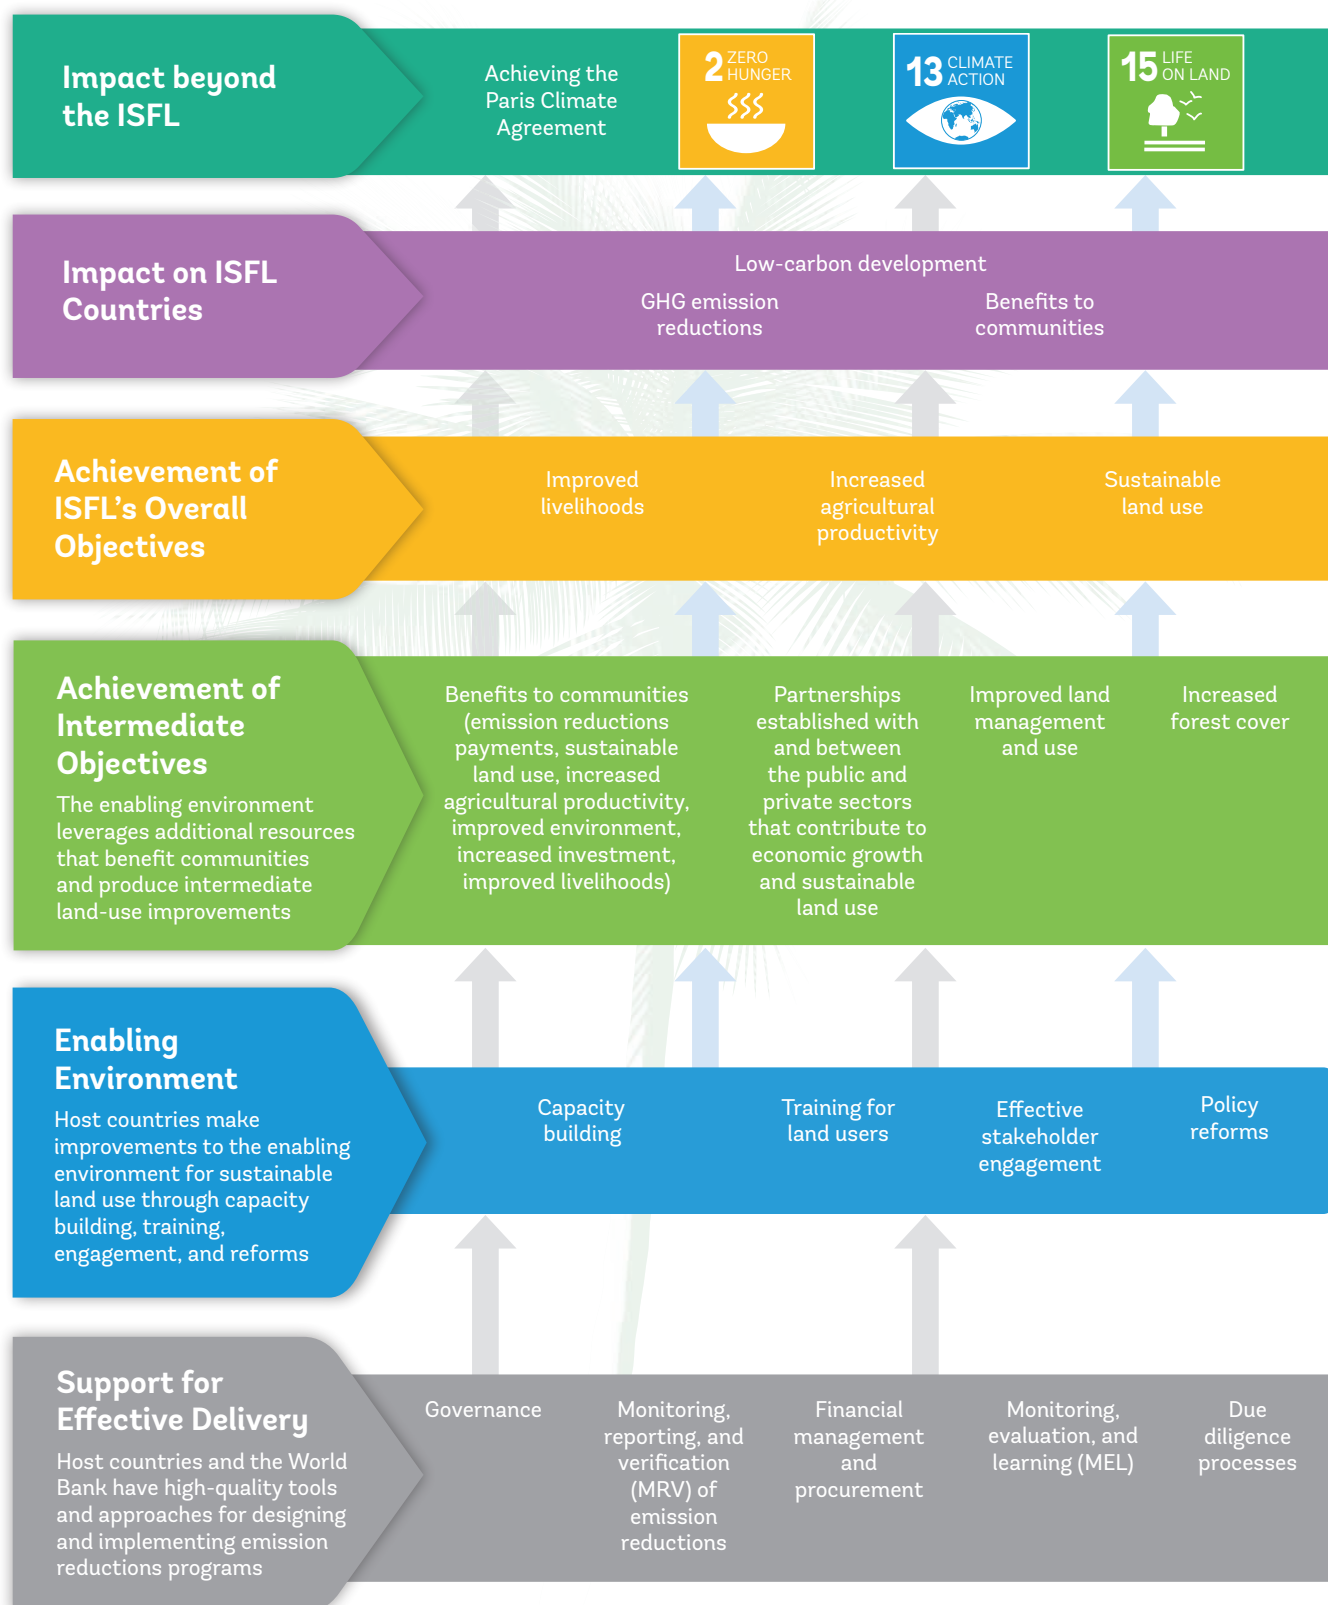 Impact beyond
the ISFL
Achieving the
Paris Climate
Agreement
2 ZERO
HUNGER
13 CLIMATE
ACTION
15 LIFE
ON LAND
Impact on ISFL
Countries
Low-carbon development
GHG emission
reductions
Benefits to
communities
Achievement of
ISFL's Overall
Objectives
Improved
livelihoods
Increased
agricultural
productivity
Sustainable
land use
Achievement of
Intermediate
Objectives
The enabling environment
leverages additional resources
that benefit communities
and produce intermediate
land-use improvements
Benefits to communities
(emission reductions
payments, sustainable
land use, increased
agricultural productivity,
improved environment,
increased investment,
improved livelihoods)
Partnerships
established with
and between
the public and
private sectors
that contribute to
economic growth
and sustainable
land use
Improved land
management
and use
Increased
forest cover
Enabling
Environment
Host countries make
improvements to the enabling
environment for sustainable
land use through capacity
building, training,
engagement, and reforms
Capacity
building
Training for
land users
Effective
stakeholder
engagement
Policy
reforms
Support for
Effective Delivery
Host countries and the World
Bank have high-quality tools
and approaches for designing
and implementing emission
reductions programs
Governance
Monitoring,
reporting, and
verification
(MRV) of
emission
reductions
Financial
management
and
procurement
Monitoring,
evaluation, and
learning (MEL)
Due
diligence
processes